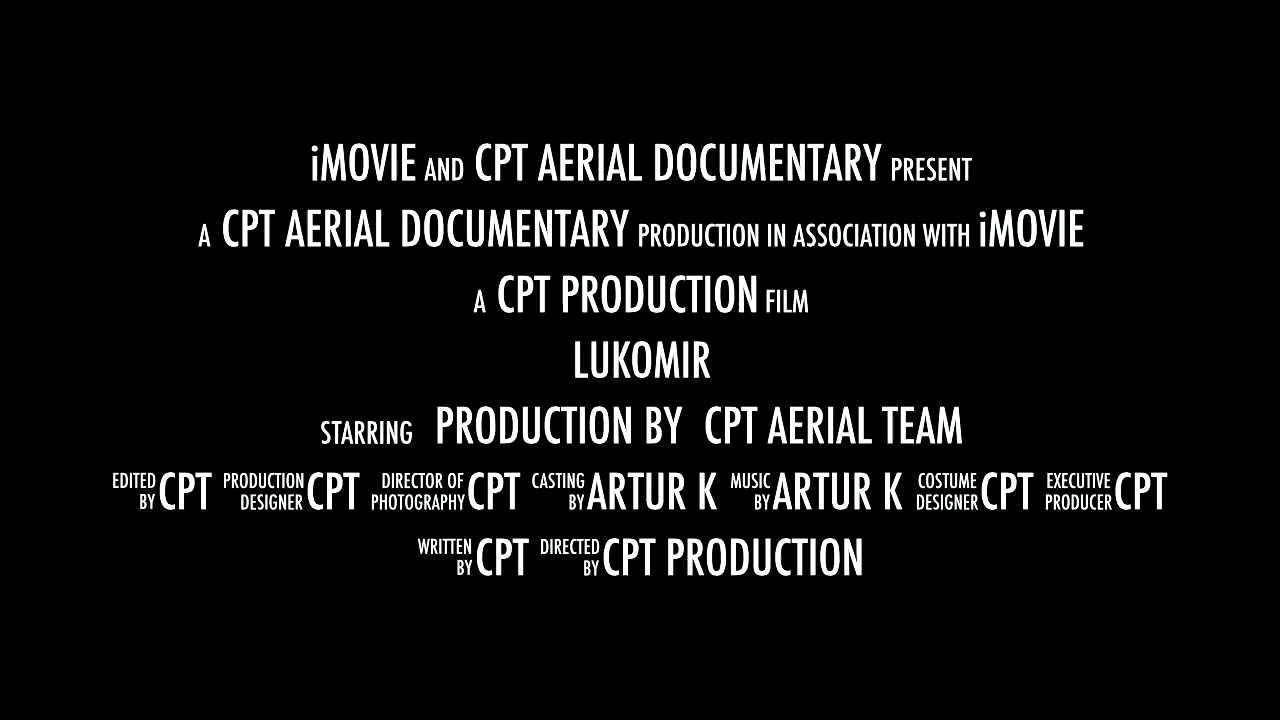 iMOVIE AND CPT AERIAL DOCUMENTARY PRESENT
A CPT AERIAL DOCUMENTARY PRODUCTION IN ASSOCIATION WITH iMOVIE
A CPT PRODUCTION FILM
LUKOMIR
STARRING PRODUCTION BY CPT AERIAL TEAM
EDITED BY CPT PRODUCTION DESIGNER CPT DIRECTOR OF PHOTOGRAPHY CPT CASTING BY ARTUR K MUSIC BY ARTUR K COSTUME DESIGNER CPT EXECUTIVE PRODUCER CPT
WRITTEN BY CPT DIRECTED BY CPT PRODUCTION